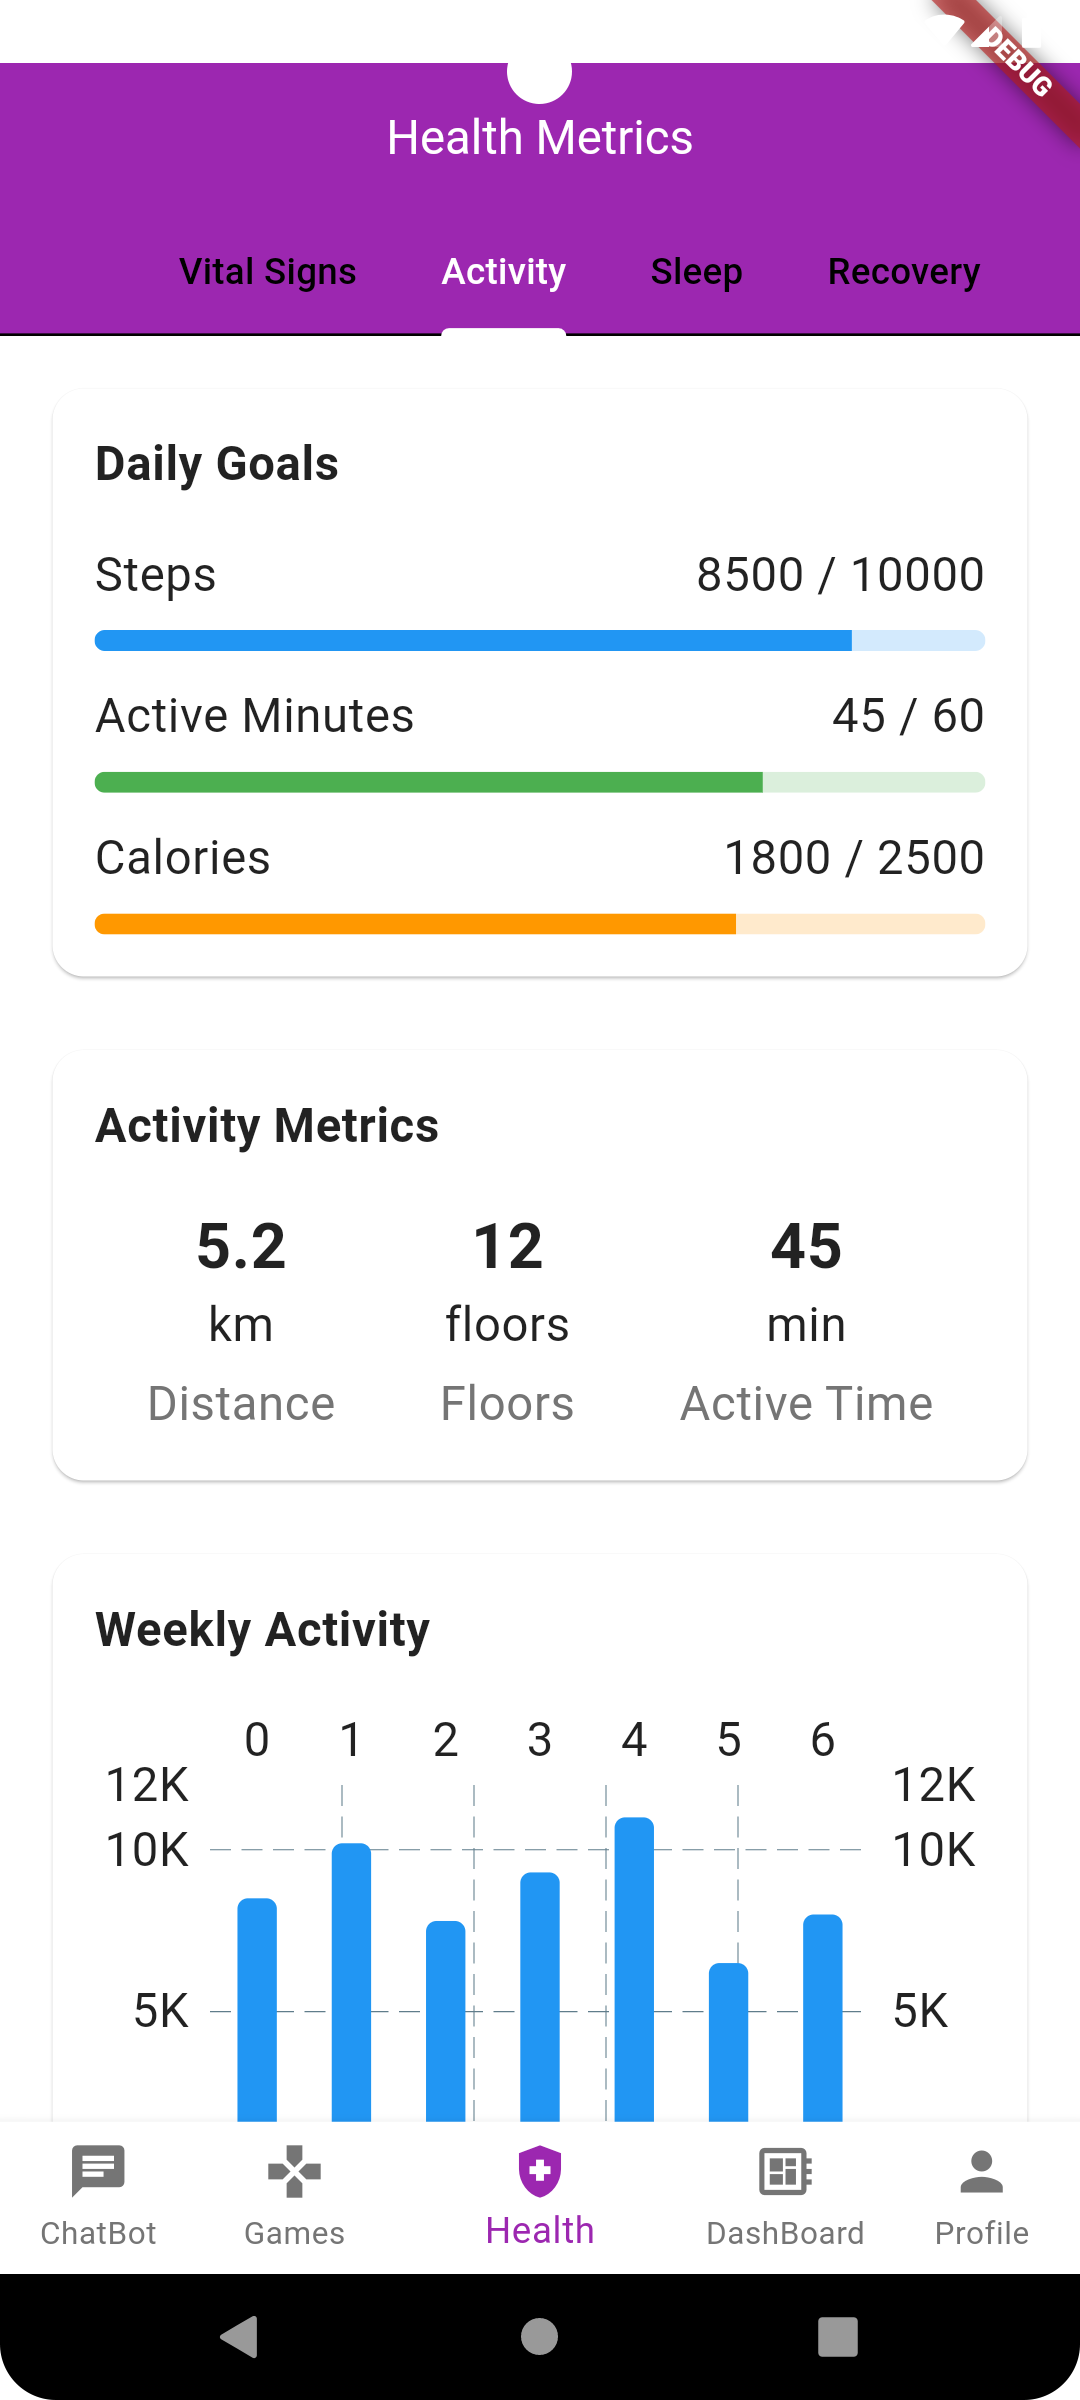 DEBUG
Health Metrics
Vital Signs Activity Sleep Recovery
Daily Goals
Steps 8500 / 10000
Active Minutes 45 / 60
Calories 1800 / 2500
Activity Metrics
5.2 12 45
km floors min
Distance Floors Active Time
Weekly Activity
0 1 2 3 4 5 6
12K 12K
10K 10K
5K 5K
ChatBot Games Health DashBoard Profile